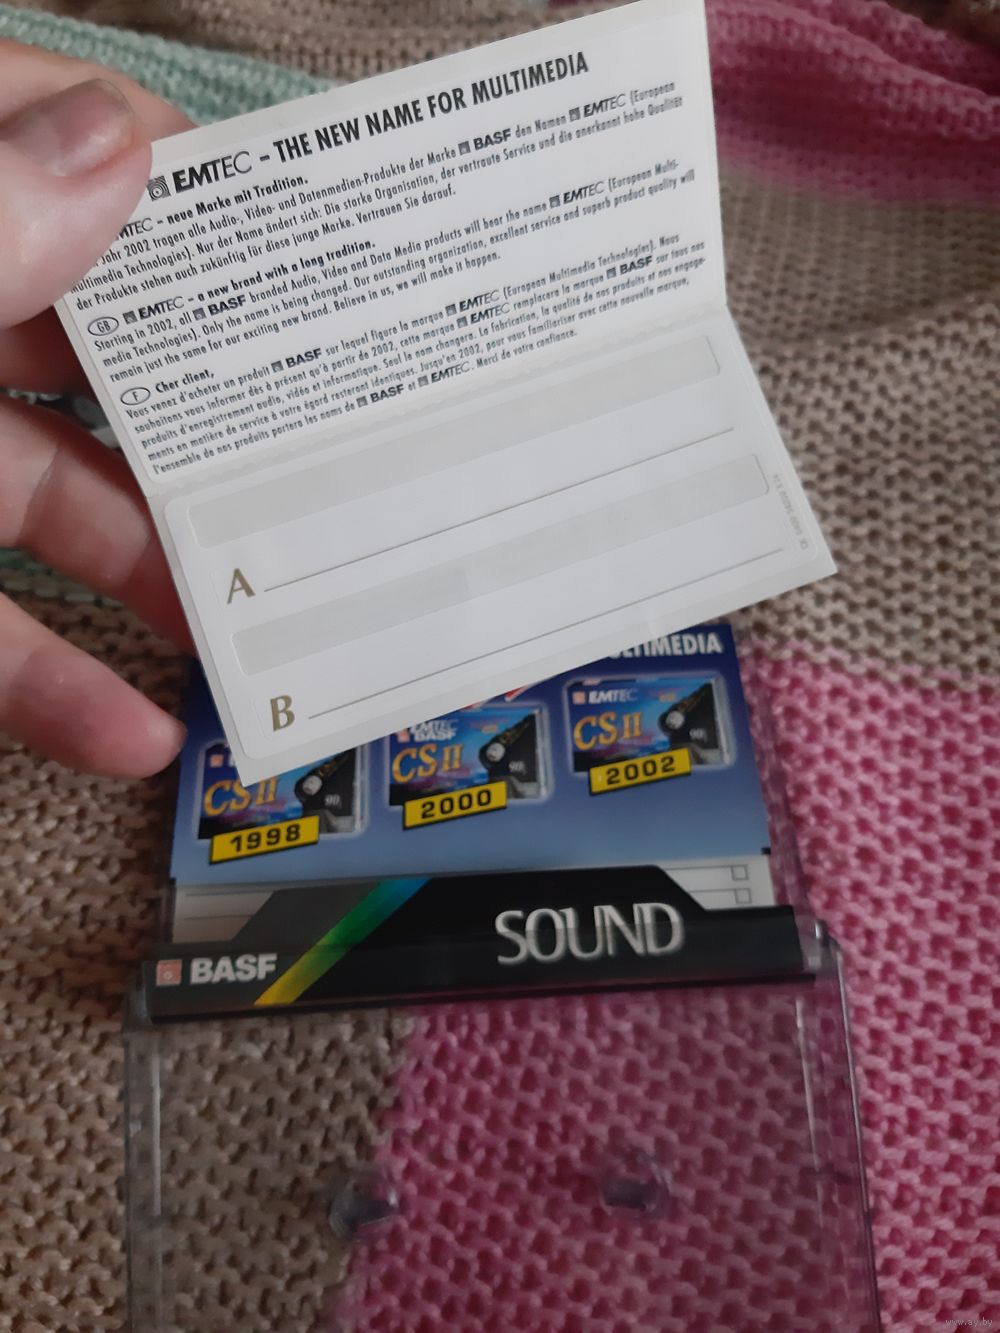 EMTEC – THE NEW NAME FOR MULTIMEDIA
TEC – neue Marke mit Tradition.
Jahr 2002 tragen alle Audio-, Video- und Datenmedien-Produkte der Marke BASF den Namen EMTEC (European
ultimedia Technologies). Nur der Name ändert sich: Die starke Organisation, der vertraute Service und die anerkannt hohe Qualität
der Produkte stehen auch zukünftig für diese junge Marke. Vertrauen Sie darauf.
GB EMTEC – a new brand with a long tradition.
Starting in 2002, all BASF branded Audio, Video and Data Media products will bear the name EMTEC (European Multi-
media Technologies). Only the name is being changed. Our outstanding organization, excellent service and superb product quality will
remain just the same for our exciting new brand. Believe in us, we will make it happen.
F Cher client,
Vous venez d'acheter un produit BASF sur lequel figure la marque EMTEC (European Multimedia Technologies). Nous
souhaitons vous informer dès à présent qu'à partir de 2002, cette marque EMTEC remplacera la marque BASF sur tous nos
produits d'enregistrement audio, vidéo et informatique. Seul le nom changera. La fabrication, la qualité de nos produits et nos engage-
ments en matière de service à votre égard resteront identiques. Jusqu'en 2002, pour vous familiariser avec cette nouvelle marque,
l'ensemble de nos produits portera les noms de BASF et EMTEC. Merci de votre confiance.
A
B
MULTIMEDIA
CS II
90
1998
EMTEC
BASF
CS II
90
2000
EMTEC
CS II
90
2002
BASF SOUND
www.ay.by